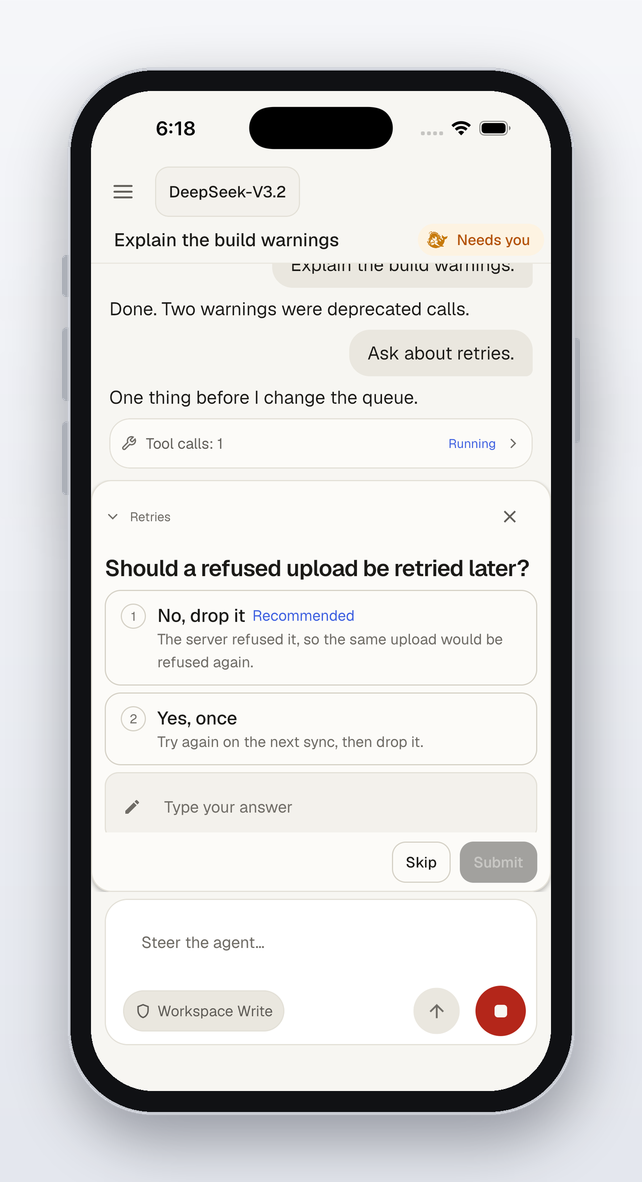 6:18
DeepSeek-V3.2
Explain the build warnings
Needs you
Explain the build warnings.
Done. Two warnings were deprecated calls.
Ask about retries.
One thing before I change the queue.
Tool calls: 1
Running
Retries
Should a refused upload be retried later?
1
No, drop it Recommended
The server refused it, so the same upload would be
refused again.
2
Yes, once
Try again on the next sync, then drop it.
Type your answer
Skip
Submit
Steer the agent...
Workspace Write